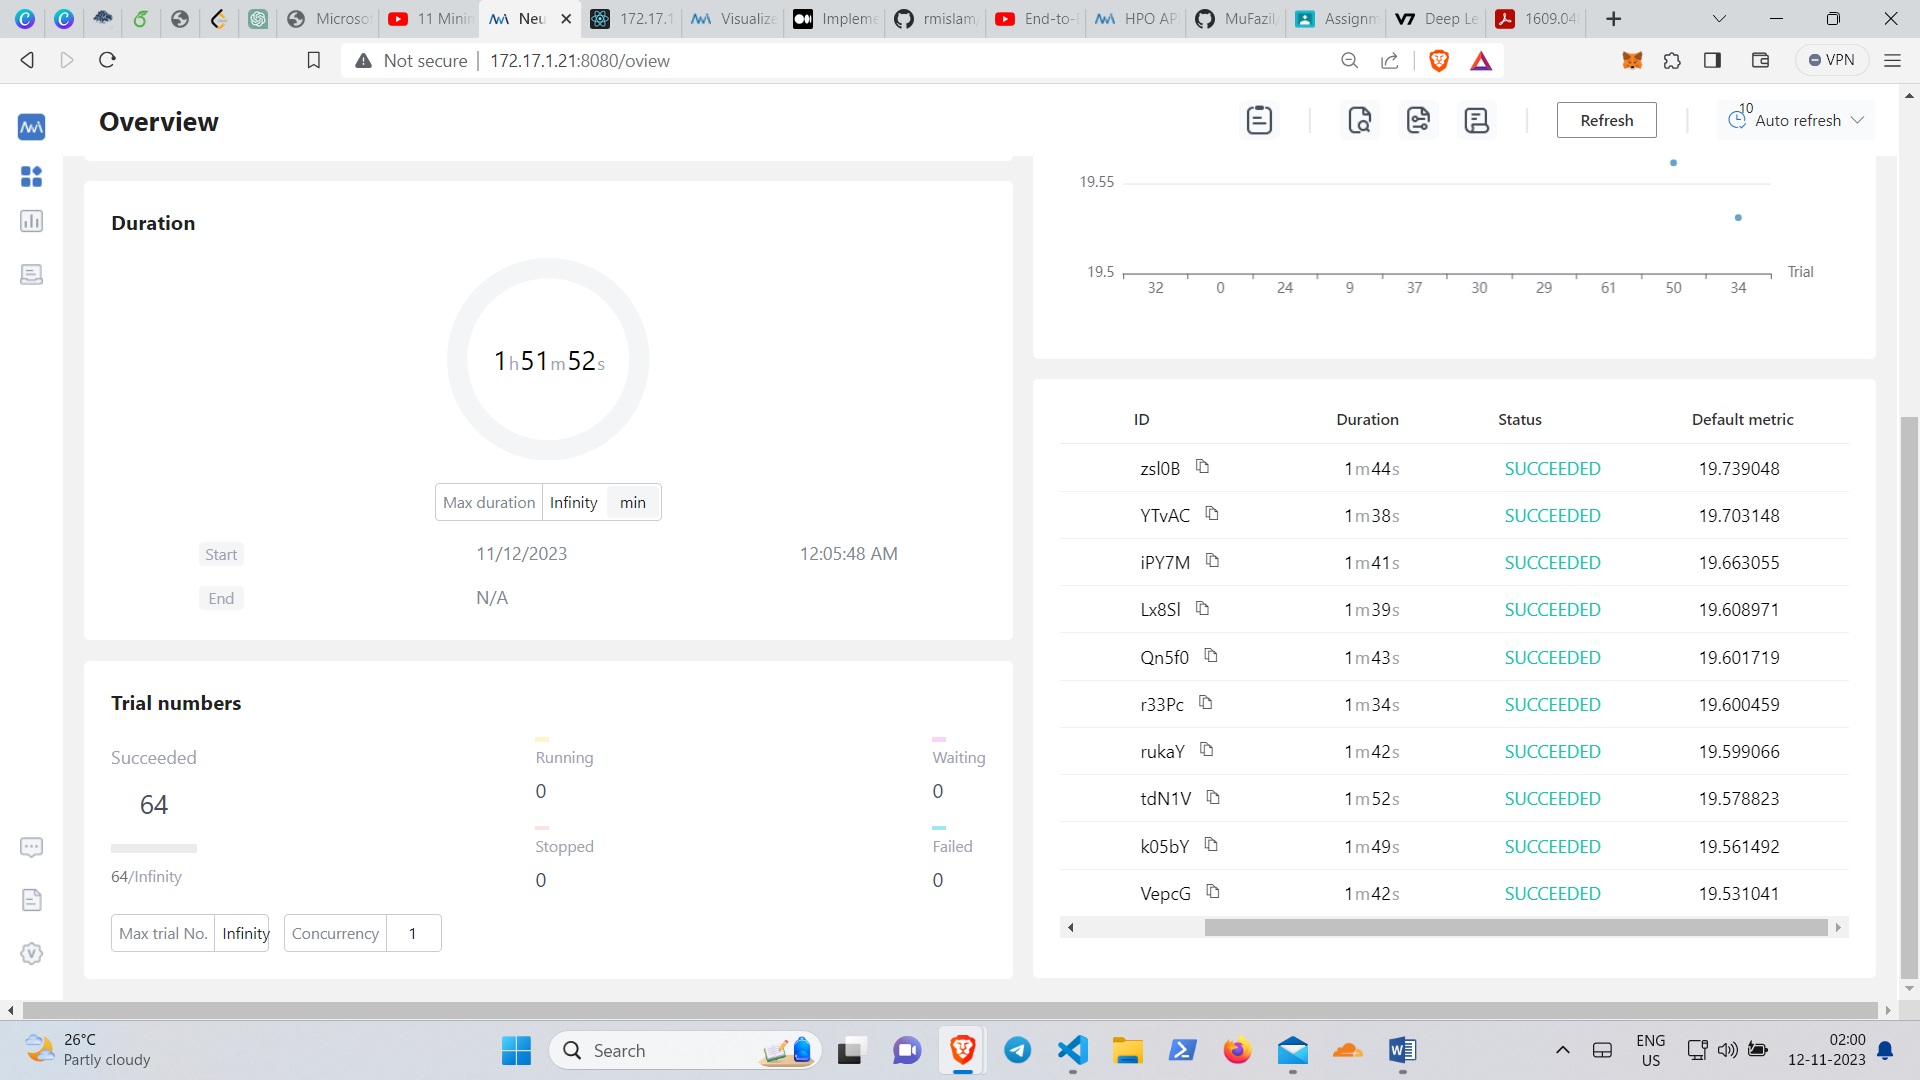 Microso
11 Minin
Neu
172.17.1
Visualize
Impleme
rmislam/
End-to-E
HPO AP
MuFazil/
Assignm
Deep Le
1609.04
Not secure
172.17.1.21:8080/oview
VPN
Overview
Refresh
10
Auto refresh
Duration
1h51m52s
Max duration Infinity min
Start 11/12/2023 12:05:48 AM
End N/A
Trial numbers
Succeeded
64
64/Infinity
Running
0
Waiting
0
Stopped
0
Failed
0
Max trial No. Infinity
Concurrency 1
19.55
19.5
Trial
32 0 24 9 37 30 29 61 50 34
ID Duration Status Default metric
zsl0B 1m44s SUCCEEDED 19.739048
YTvAC 1m38s SUCCEEDED 19.703148
iPY7M 1m41s SUCCEEDED 19.663055
Lx8Sl 1m39s SUCCEEDED 19.608971
Qn5f0 1m43s SUCCEEDED 19.601719
r33Pc 1m34s SUCCEEDED 19.600459
rukaY 1m42s SUCCEEDED 19.599066
tdN1V 1m52s SUCCEEDED 19.578823
k05bY 1m49s SUCCEEDED 19.561492
VepcG 1m42s SUCCEEDED 19.531041
26°C
Partly cloudy
Search
ENG
US
02:00
12-11-2023